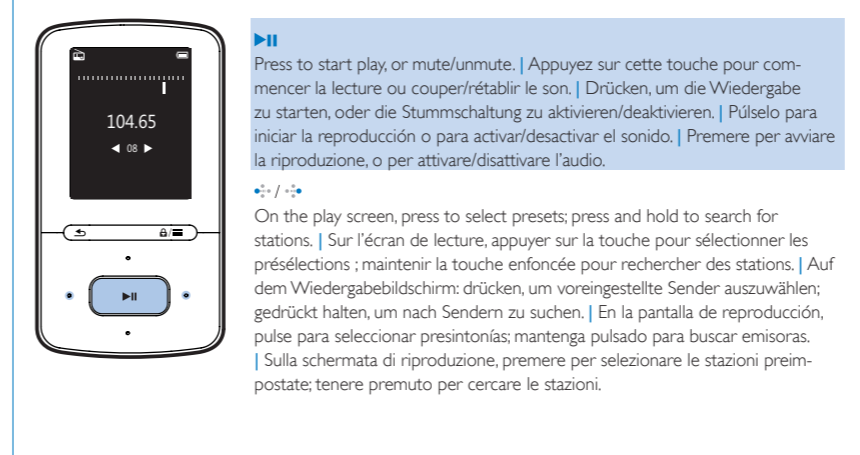 104.65
◀ 08 ▶
/
▶II
▶II
Press to start play, or mute/unmute. | Appuyez sur cette touche pour com-
mencer la lecture ou couper/rétablir le son. | Drücken, um die Wiedergabe
zu starten, oder die Stummschaltung zu aktivieren/deaktivieren. | Púlselo para
iniciar la reproducción o para activar/desactivar el sonido. | Premere per avviare
la riproduzione, o per attivare/disattivare l'audio.
/
On the play screen, press to select presets; press and hold to search for
stations. | Sur l'écran de lecture, appuyer sur la touche pour sélectionner les
présélections ; maintenir la touche enfoncée pour rechercher des stations. | Auf
dem Wiedergabebildschirm: drücken, um voreingestellte Sender auszuwählen;
gedrückt halten, um nach Sendern zu suchen. | En la pantalla de reproducción,
pulse para seleccionar presintonías; mantenga pulsado para buscar emisoras.
| Sulla schermata di riproduzione, premere per selezionare le stazioni preim-
postate; tenere premuto per cercare le stazioni.